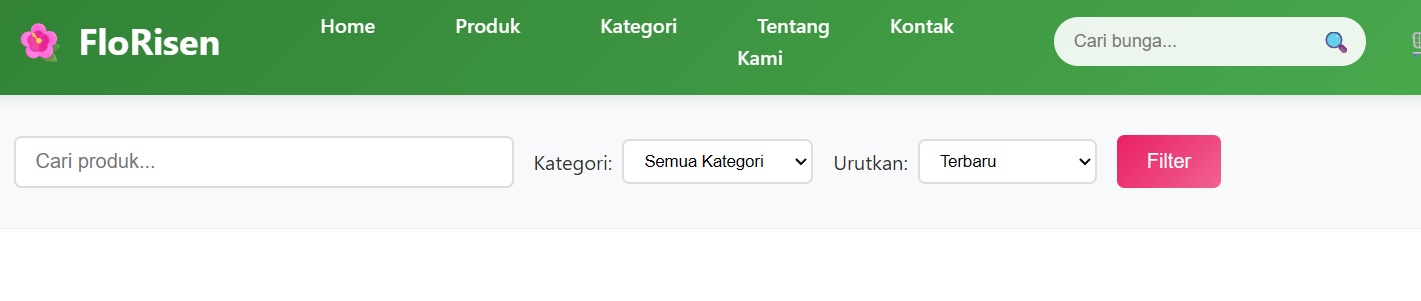 FloRisen
Home
Produk
Kategori
Tentang
Kami
Kontak
Cari bunga...
Cari produk...
Kategori:
Semua Kategori
Urutkan:
Terbaru
Filter